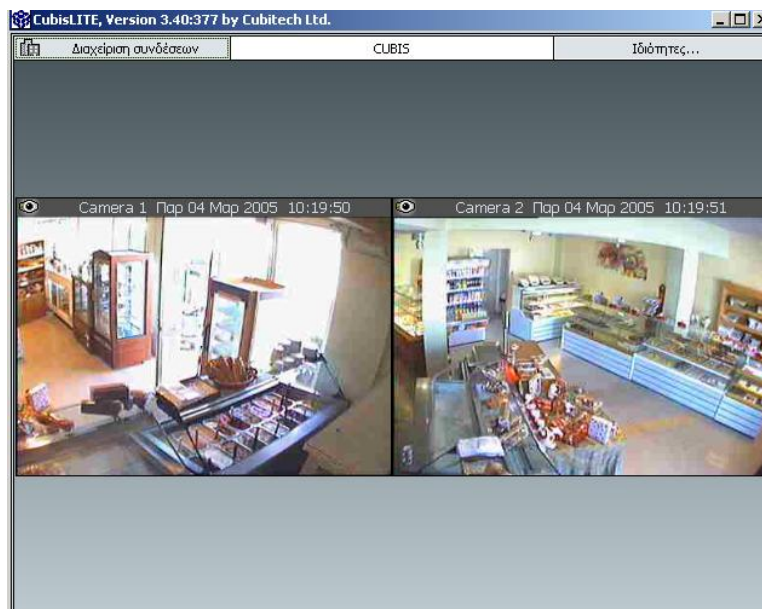 CubisLITE, Version 3.40:377 by Cubitech Ltd.
Διαχείριση συνδέσεων
CUBIS
Ιδιότητες...
Camera 1 Παρ 04 Μαρ 2005 10:19:50
Camera 2 Παρ 04 Μαρ 2005 10:19:51